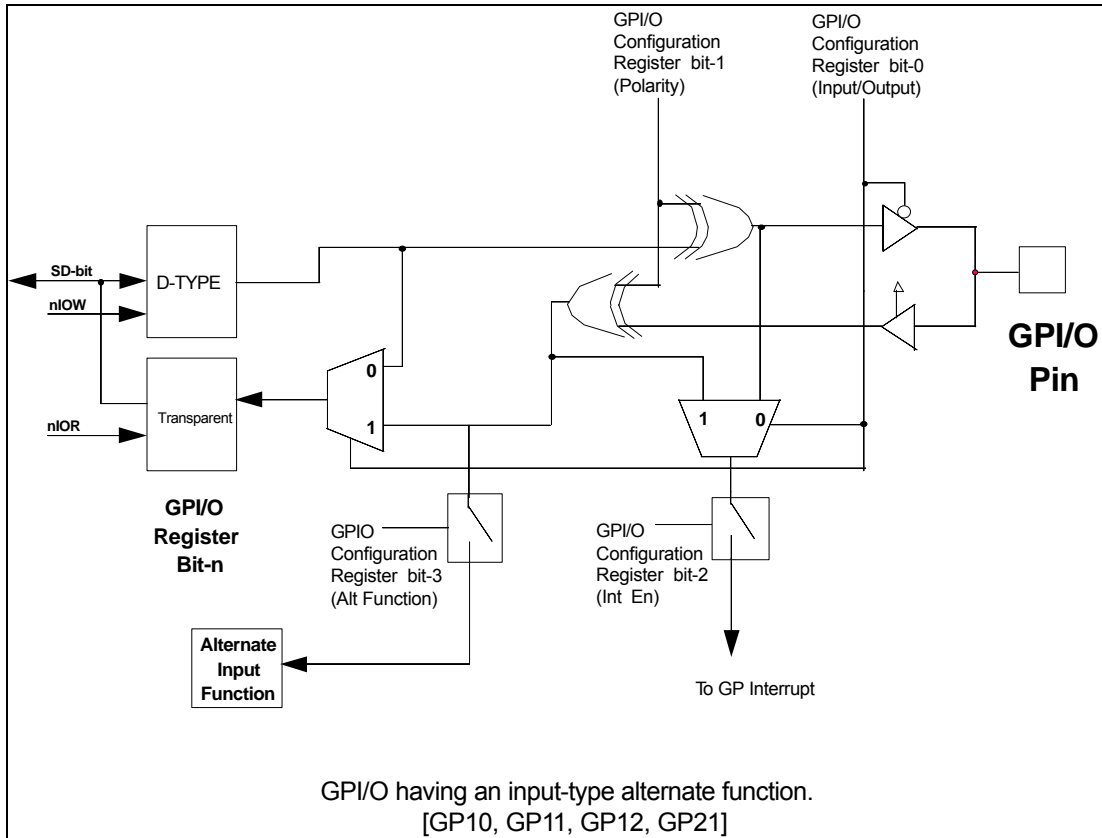 GPI/O
Configuration
Register bit-1
(Polarity)
GPI/O
Configuration
Register bit-0
(Input/Output)
SD-bit
nIOW
D-TYPE
nIOR
Transparent
0
1
1
0
GPI/O
Pin
GPI/O
Register
Bit-n
GPIO
Configuration
Register bit-3
(Alt Function)
GPI/O
Configuration
Register bit-2
(Int En)
Alternate
Input
Function
To GP Interrupt
GPI/O having an input-type alternate function.
[GP10, GP11, GP12, GP21]